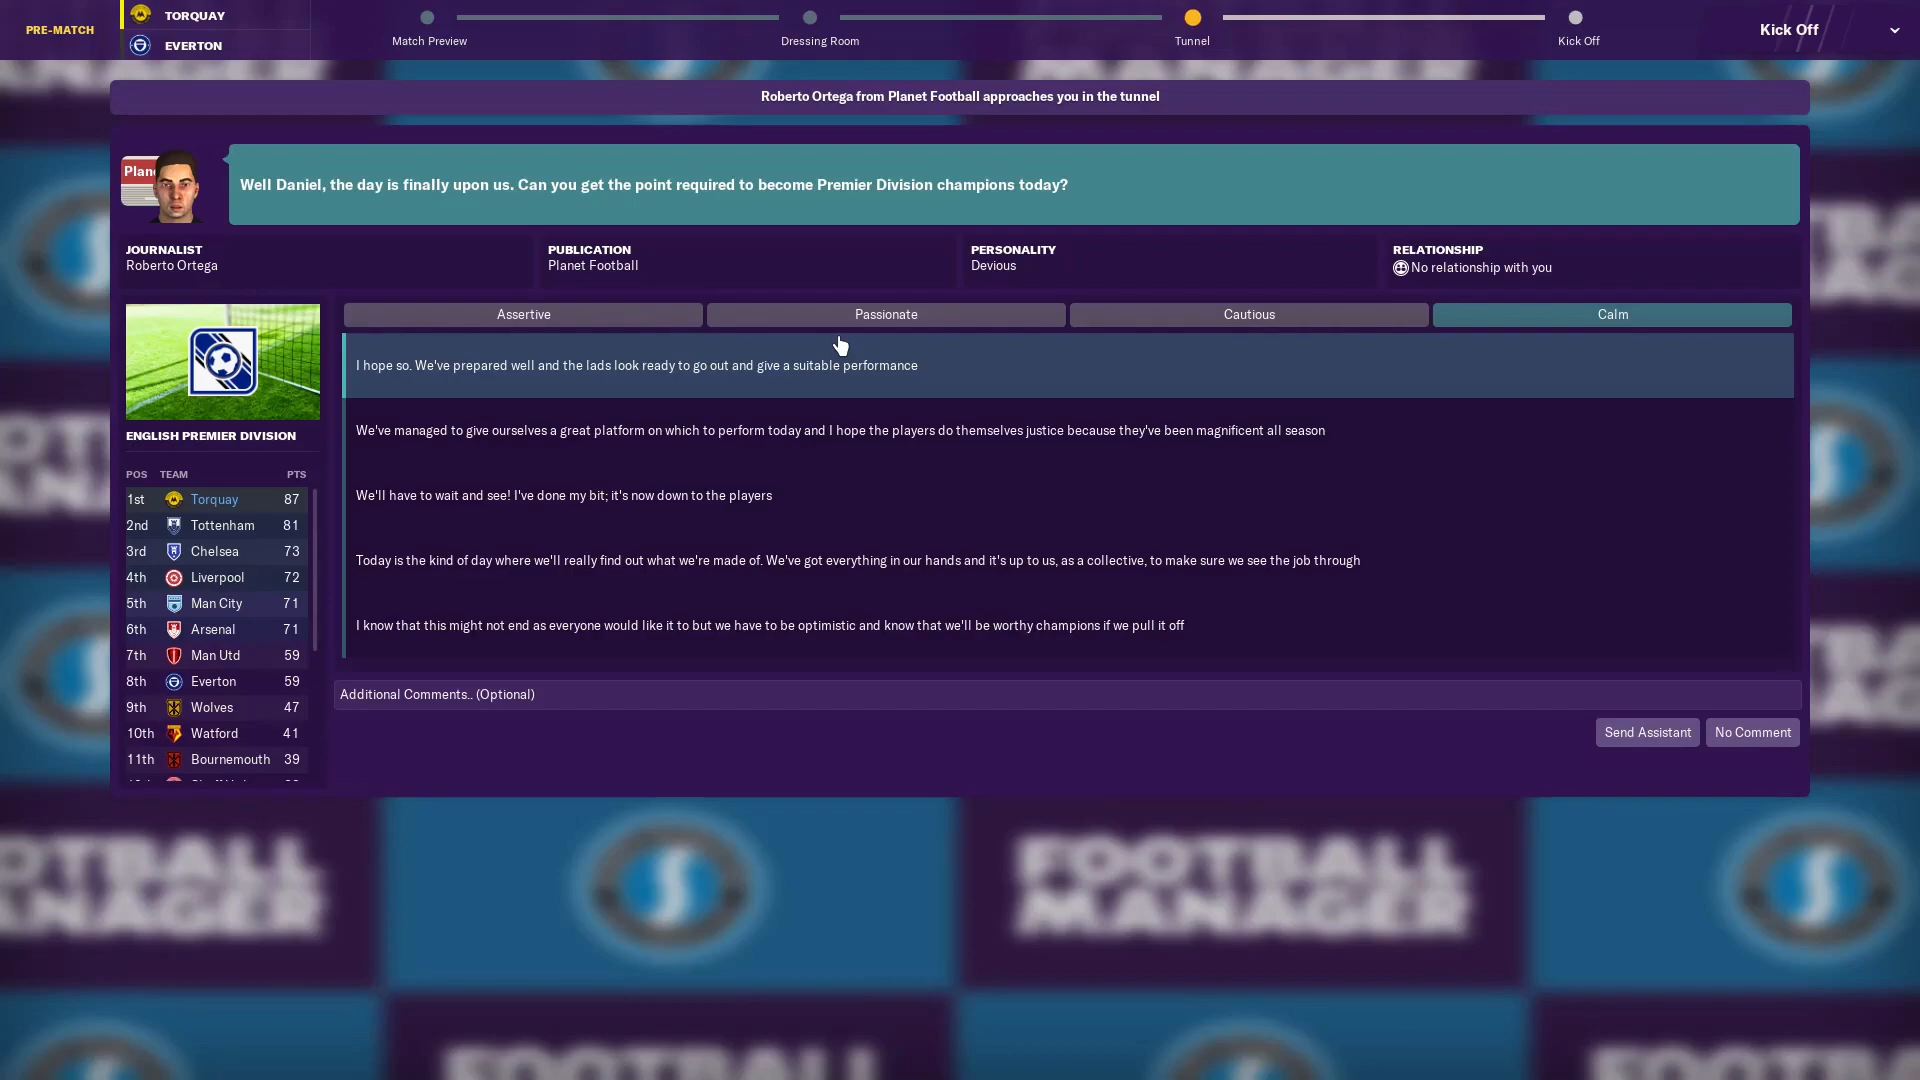 PRE-MATCH
TORQUAY
EVERTON
Match Preview
Dressing Room
Tunnel
Kick Off
Kick Off
Roberto Ortega from Planet Football approaches you in the tunnel
Plan
Well Daniel, the day is finally upon us. Can you get the point required to become Premier Division champions today?
JOURNALIST
Roberto Ortega
PUBLICATION
Planet Football
PERSONALITY
Devious
RELATIONSHIP
No relationship with you
Assertive
Passionate
Cautious
Calm
I hope so. We've prepared well and the lads look ready to go out and give a suitable performance
We've managed to give ourselves a great platform on which to perform today and I hope the players do themselves justice because they've been magnificent all season
We'll have to wait and see! I've done my bit; it's now down to the players
Today is the kind of day where we'll really find out what we're made of. We've got everything in our hands and it's up to us, as a collective, to make sure we see the job through
I know that this might not end as everyone would like it to but we have to be optimistic and know that we'll be worthy champions if we pull it off
ENGLISH PREMIER DIVISION
POS TEAM PTS
1st Torquay 87
2nd Tottenham 81
3rd Chelsea 73
4th Liverpool 72
5th Man City 71
6th Arsenal 71
7th Man Utd 59
8th Everton 59
9th Wolves 47
10th Watford 41
11th Bournemouth 39
Additional Comments.. (Optional)
Send Assistant
No Comment
OTBALL
ANAGER
FOOTBALL
MANAGER
FOOTBALL